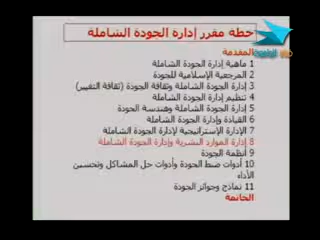 خطة مقرر إدارة الجودة الشاملة
المقدمة
1 ماهية إدارة الجودة الشاملة
2 المرجعية الإسلامية للجودة
3 إدارة الجودة الشاملة وثقافة الجودة (ثقافة التغيير)
4 تنظيم إدارة الجودة الشاملة
5 إدارة الجودة الشاملة وهندسة الجودة
6 القيادة وإدارة الجودة الشاملة
7 الإدارة الإستراتيجية لإدارة الجودة الشاملة
8 إدارة الموارد البشرية وإدارة الجودة الشاملة
9 أنظمة الجودة
10 أدوات ضبط الجودة وأدوات حل المشاكل وتحسين
الأداء
11 نماذج وجوائز الجودة
الخاتمة